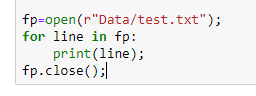 fp=open(r"Data/test.txt");
for line in fp:
    print(line);
fp.close();